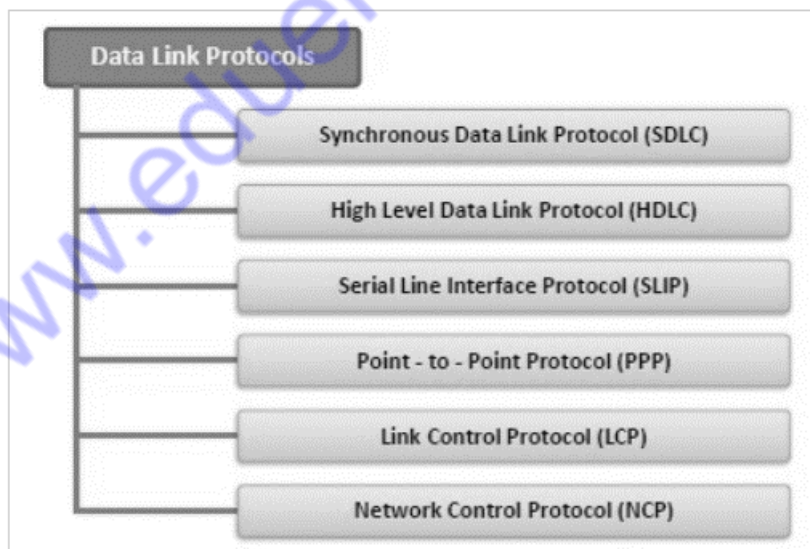 Data Link Protocols
Synchronous Data Link Protocol (SDLC)
High Level Data Link Protocol (HDLC)
Serial Line Interface Protocol (SLIP)
Point - to - Point Protocol (PPP)
Link Control Protocol (LCP)
Network Control Protocol (NCP)